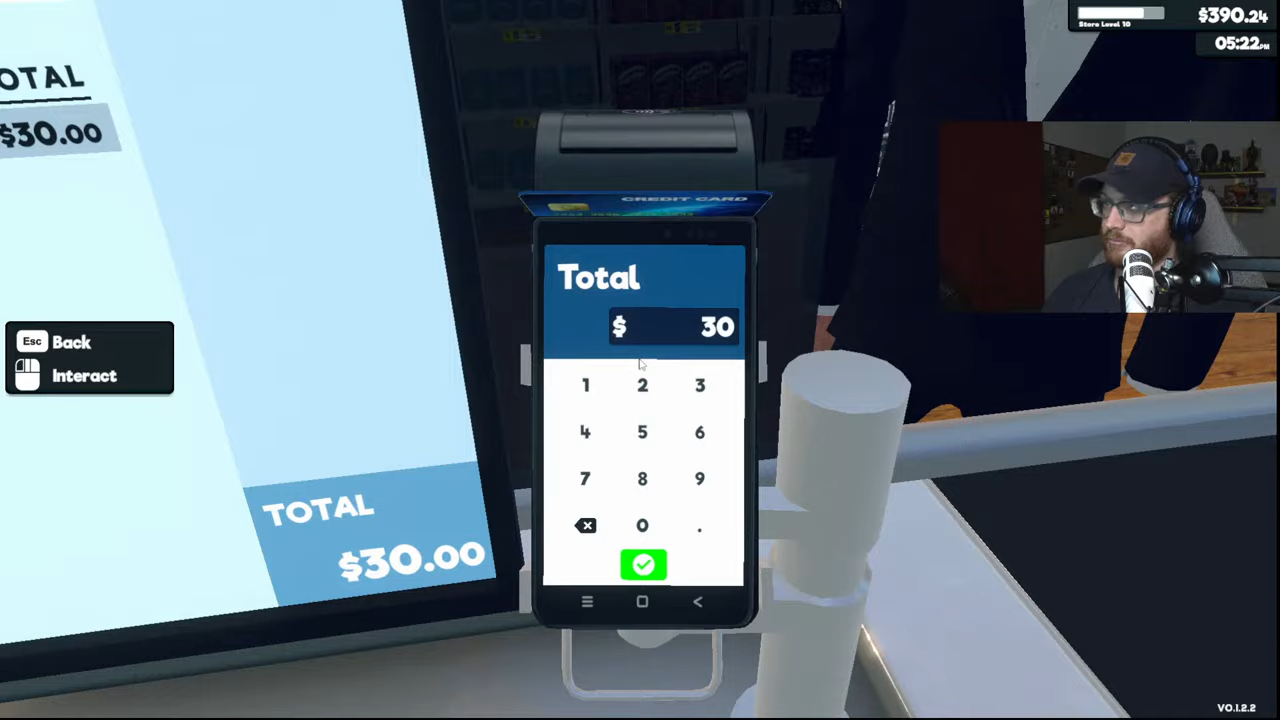 $390.24
Store Level 10
05:22PM
OTAL
$30.00
CREDIT CARD
Total
$ 30
Esc Back
Interact
1 2 3
4 5 6
7 8 9
0 .
TOTAL
$30.00
V0.1.2.2